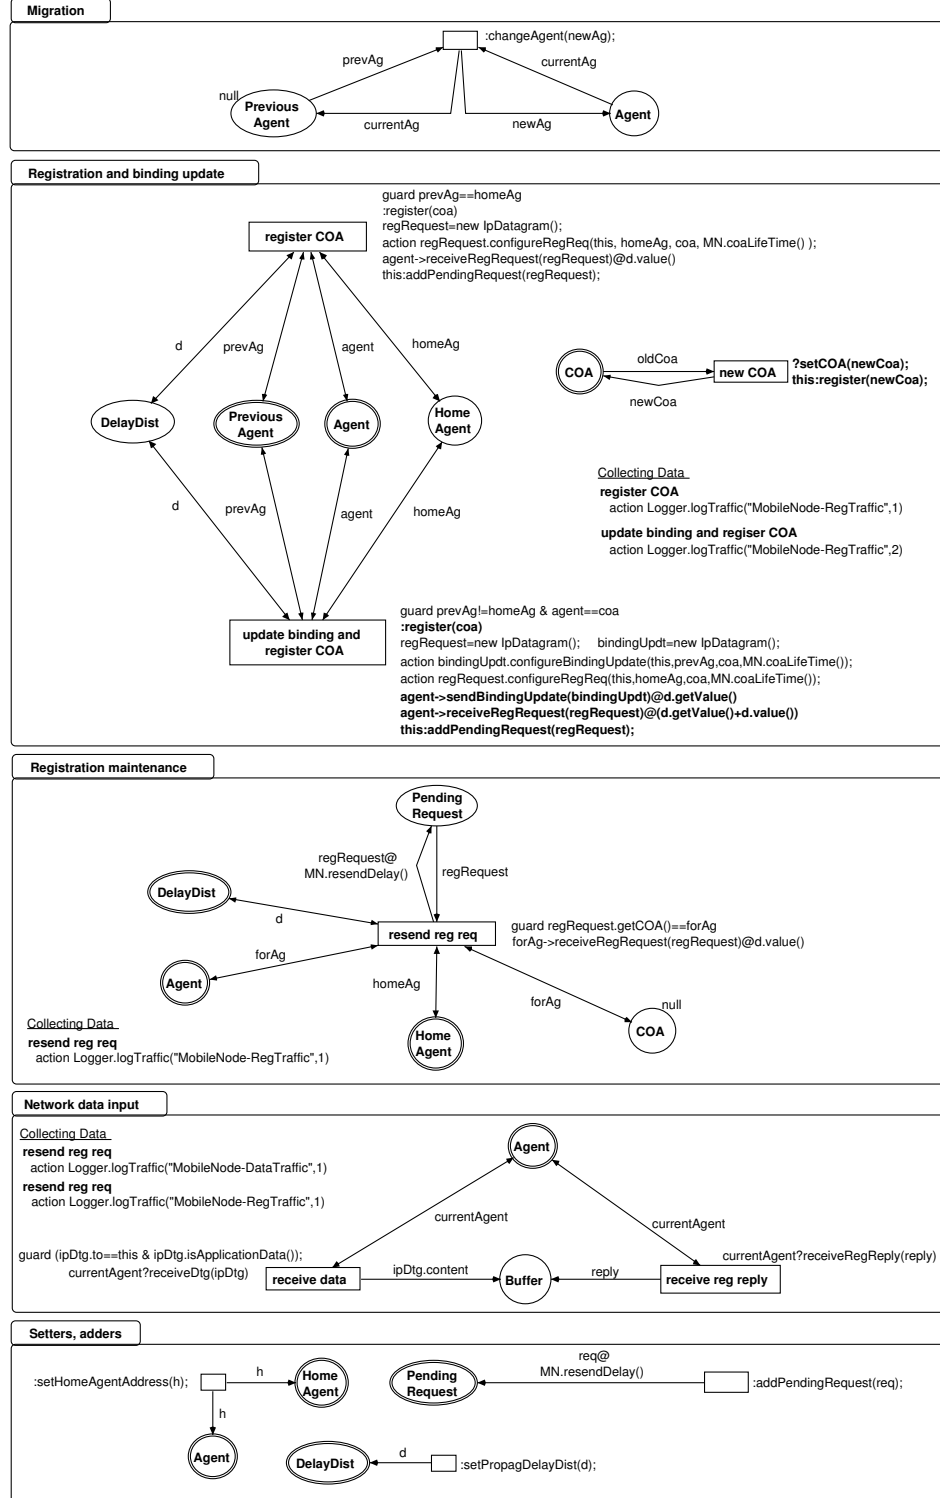 Migration
:changeAgent(newAg);
prevAg
currentAg
null
Previous
Agent
Agent
currentAg
newAg
Registration and binding update
guard prevAg==homeAg
:register(coa)
regRequest=new IpDatagram();
action regRequest.configureRegReq(this, homeAg, coa, MN.coaLifeTime() );
agent->receiveRegRequest(regRequest)@d.value()
this:addPendingRequest(regRequest);
register COA
d
prevAg
agent
homeAg
COA
oldCoa
new COA
?setCOA(newCoa);
this:register(newCoa);
newCoa
DelayDist
Previous
Agent
Agent
Home
Agent
Collecting Data
register COA
action Logger.logTraffic("MobileNode-RegTraffic",1)
update binding and regiser COA
action Logger.logTraffic("MobileNode-RegTraffic",2)
d
prevAg
agent
homeAg
update binding and
register COA
guard prevAg!=homeAg & agent==coa
:register(coa)
regRequest=new IpDatagram(); bindingUpdt=new IpDatagram();
action bindingUpdt.configureBindingUpdate(this,prevAg,coa,MN.coaLifeTime());
action regRequest.configureRegReq(this,homeAg,coa,MN.coaLifeTime());
agent->sendBindingUpdate(bindingUpdt)@d.getValue()
agent->receiveRegRequest(regRequest)@(d.getValue()+d.value())
this:addPendingRequest(regRequest);
Registration maintenance
Pending
Request
regRequest@
MN.resendDelay()
regRequest
DelayDist
d
resend reg req
guard regRequest.getCOA()==forAg
forAg->receiveRegRequest(regRequest)@d.value()
forAg
Agent
homeAg
forAg
null
COA
Home
Agent
Collecting Data
resend reg req
action Logger.logTraffic("MobileNode-RegTraffic",1)
Network data input
Collecting Data
resend reg req
action Logger.logTraffic("MobileNode-DataTraffic",1)
resend reg req
action Logger.logTraffic("MobileNode-RegTraffic",1)
Agent
currentAgent
currentAgent
guard (ipDtg.to==this & ipDtg.isApplicationData());
currentAgent?receiveDtg(ipDtg)
receive data
ipDtg.content
Buffer
reply
receive reg reply
currentAgent?receiveRegReply(reply)
Setters, adders
:setHomeAgentAddress(h);
h
Home
Agent
h
Agent
Pending
Request
req@
MN.resendDelay()
:addPendingRequest(req);
DelayDist
d
:setPropagDelayDist(d);